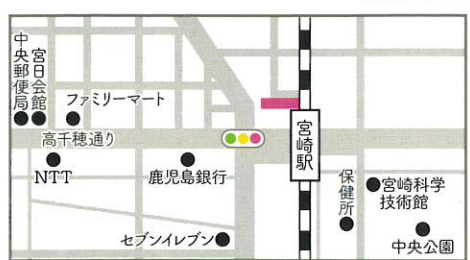 中央郵便局
宮日会館
ファミリーマート
高千穂通り
NTT
鹿児島銀行
セブンイレブン
宮崎駅
保健所
宮崎科学
技術館
中央公園